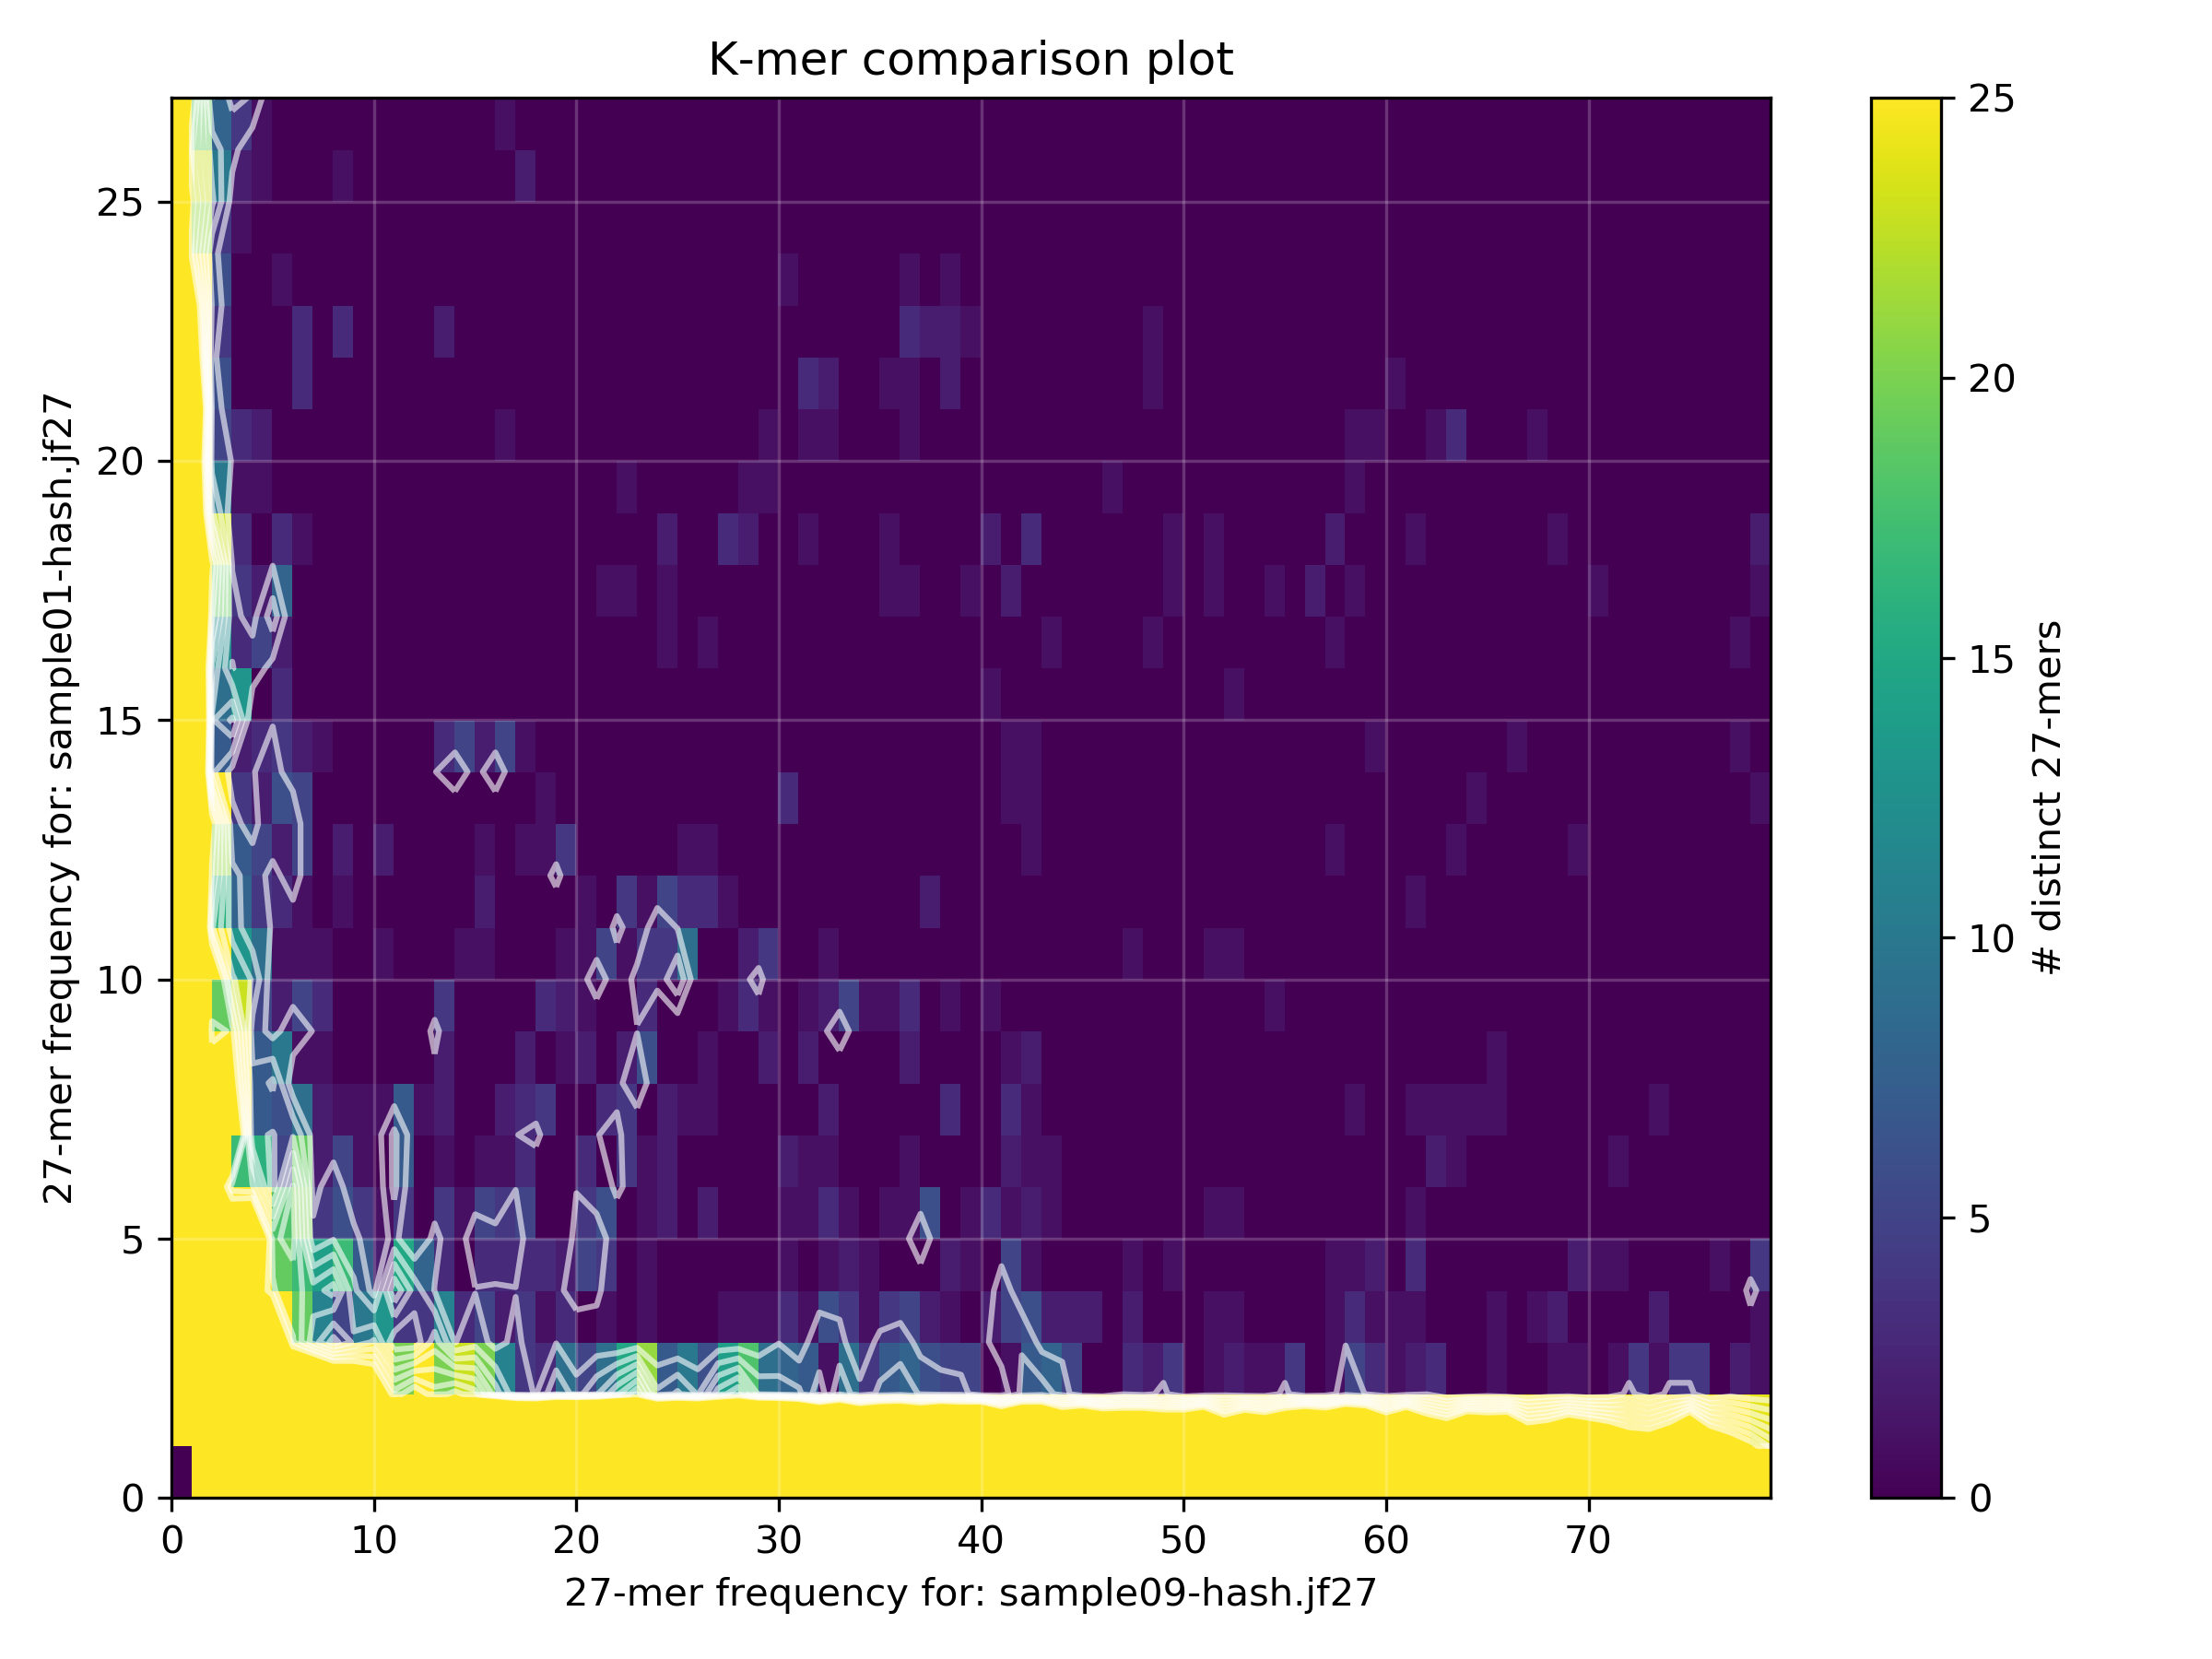 K-mer comparison plot
27-mer frequency for: sample01-hash.jf27
25
20
15
10
5
0
0 10 20 30 40 50 60 70
27-mer frequency for: sample09-hash.jf27
25
20
15
10
5
0
# distinct 27-mers